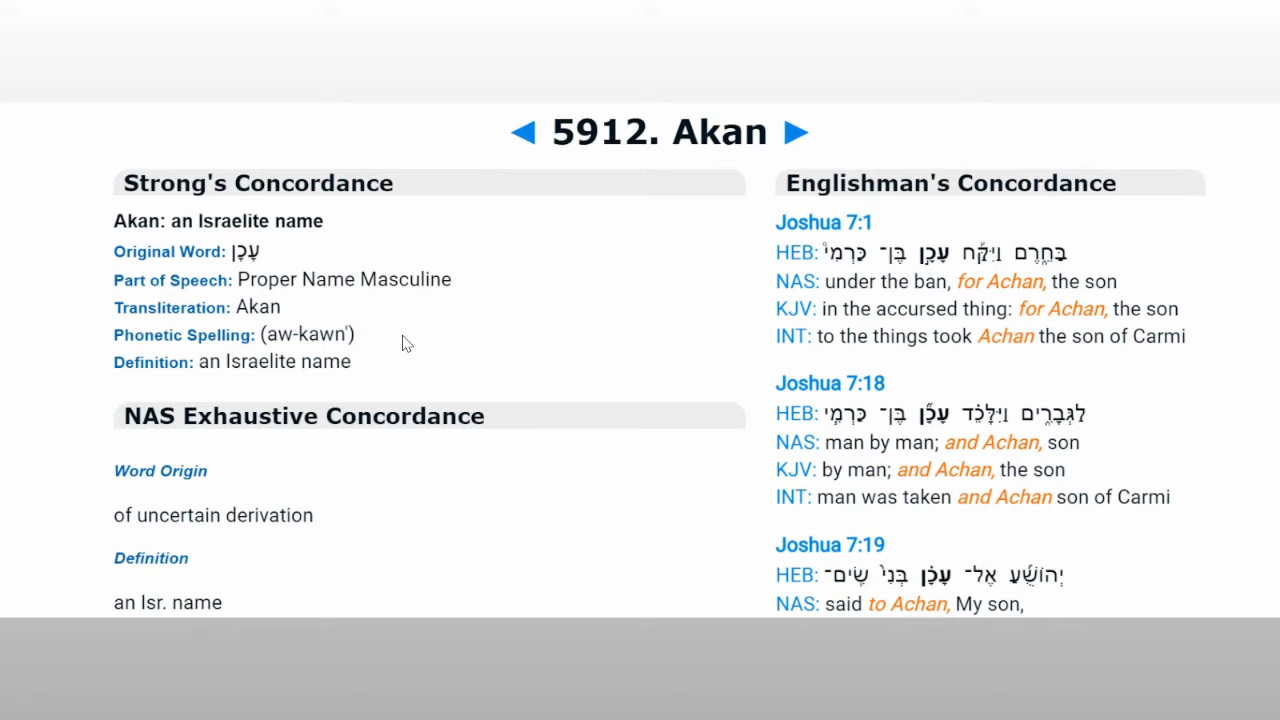 5912. Akan
Strong's Concordance
Akan: an Israelite name
Original Word: עָכָן
Part of Speech: Proper Name Masculine
Transliteration: Akan
Phonetic Spelling: (aw-kawn')
Definition: an Israelite name
NAS Exhaustive Concordance
Word Origin
of uncertain derivation
Definition
an Isr. name
Englishman's Concordance
Joshua 7:1
HEB: בַּחֵ֑רֶם וַיִּקַּ֡ח עָכָ֣ן בֶּן־ כַּרְמִי֩
NAS: under the ban, for Achan, the son
KJV: in the accursed thing: for Achan, the son
INT: to the things took Achan the son of Carmi
Joshua 7:18
HEB: לַגְּבָרִ֑ים וַיִּלָּכֵ֗ד עָכָ֞ן בֶּן־ כַּרְמִ֧י
NAS: man by man; and Achan, son
KJV: by man; and Achan, the son
INT: man was taken and Achan son of Carmi
Joshua 7:19
HEB: יְהוֹשֻׁ֜עַ אֶל־ עָכָ֗ן בְּנִי֙ שִֽׂים־
NAS: said to Achan, My son,